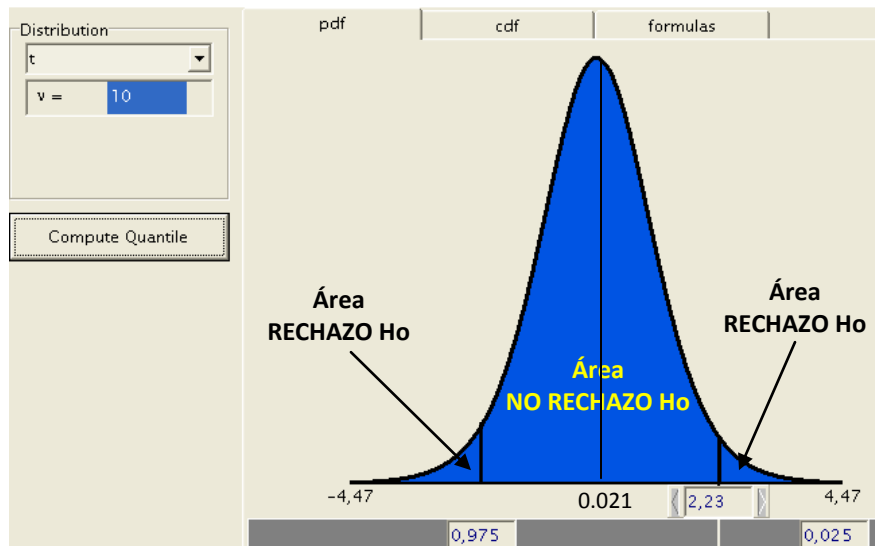 Distribution
t
ν = 10
Compute Quantile
pdf
cdf
formulas
Área
RECHAZO Ho
Área
RECHAZO Ho
Área
NO RECHAZO Ho
-4,47
0.021
2,23
4,47
0,975
0,025